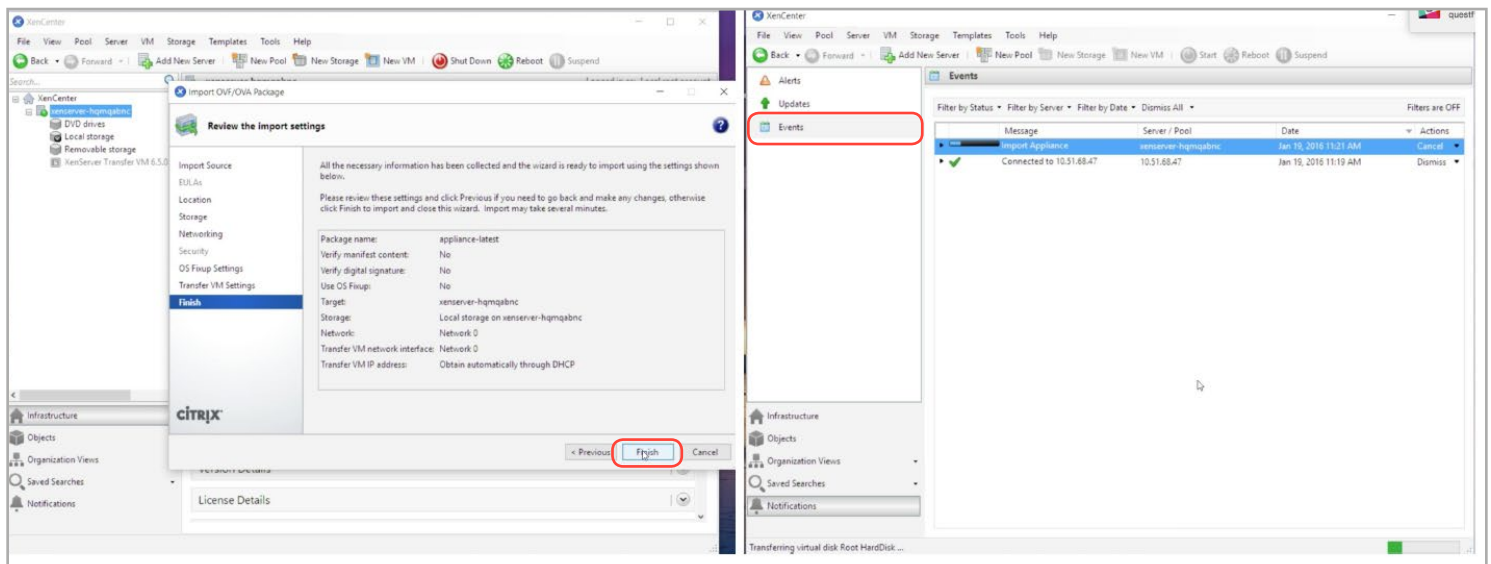 XenCenter
File View Pool Server VM Storage Templates Tools Help
Back Forward Add New Server New Pool New Storage New VM Shut Down Reboot Suspend
Search...
XenCenter
xenserver-hqmqabnc
DVD drives
Local storage
Removable storage
XenServer Transfer VM 6.5.0
Import OVF/OVA Package
Review the import settings
Import Source
EULAs
Location
Storage
Networking
Security
OS Fixup Settings
Transfer VM Settings
Finish
All the necessary information has been collected and the wizard is ready to import using the settings shown
below.
Please review these settings and click Previous if you need to go back and make any changes, otherwise
click Finish to import and close this wizard. Import may take several minutes.
Package name: appliance-latest
Verify manifest content: No
Verify digital signature: No
Use OS Fixup: No
Target: xenserver-hqmqabnc
Storage: Local storage on xenserver-hqmqabnc
Network: Network 0
Transfer VM network interface: Network 0
Transfer VM IP address: Obtain automatically through DHCP
CITRIX
< Previous Finish Cancel
Infrastructure
Objects
Organization Views
Saved Searches
Notifications
Version Details
License Details
XenCenter
quostf
File View Pool Server VM Storage Templates Tools Help
Back Forward Add New Server New Pool New Storage New VM Start Reboot Suspend
Alerts
Updates
Events
Events
Filter by Status Filter by Server Filter by Date Dismiss All Filters are OFF
Message Server / Pool Date Actions
Import Appliance xenserver-hqmqabnc Jan 19, 2016 11:21 AM Cancel
Connected to 10.51.68.47 10.51.68.47 Jan 19, 2016 11:19 AM Dismiss
Infrastructure
Objects
Organization Views
Saved Searches
Notifications
Transferring virtual disk Root HardDisk ...